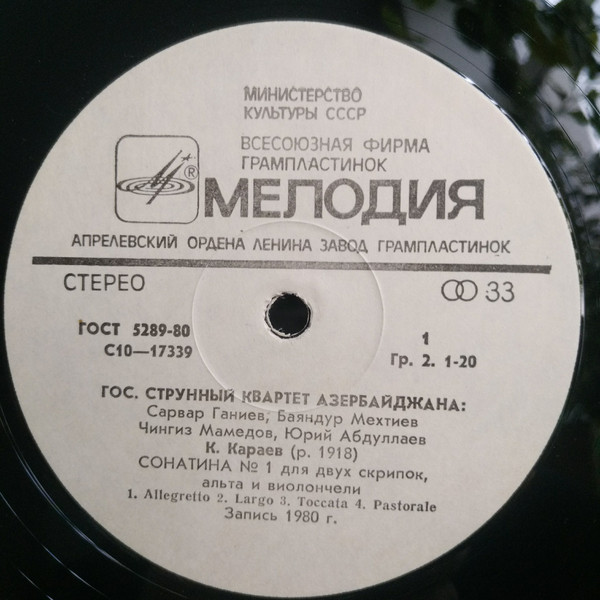 МИНИСТЕРСТВО
КУЛЬТУРЫ СССР
ВСЕСОЮЗНАЯ ФИРМА
ГРАМПЛАСТИНОК
®
МЕЛОДИЯ
АПРЕЛЕВСКИЙ ОРДЕНА ЛЕНИНА ЗАВОД ГРАМПЛАСТИНОК
СТЕРЕО
33
ГОСТ 5289-80
С10—17339
1
Гр. 2. 1-20
ГОС. СТРУННЫЙ КВАРТЕТ АЗЕРБАЙДЖАНА:
Сарвар Ганиев, Баяндур Мехтиев
Чингиз Мамедов, Юрий Абдуллаев
К. Караев (р. 1918)
СОНАТИНА № 1 для двух скрипок,
альта и виолончели
1. Allegretto 2. Largo 3. Toccata 4. Pastorale
Запись 1980 г.